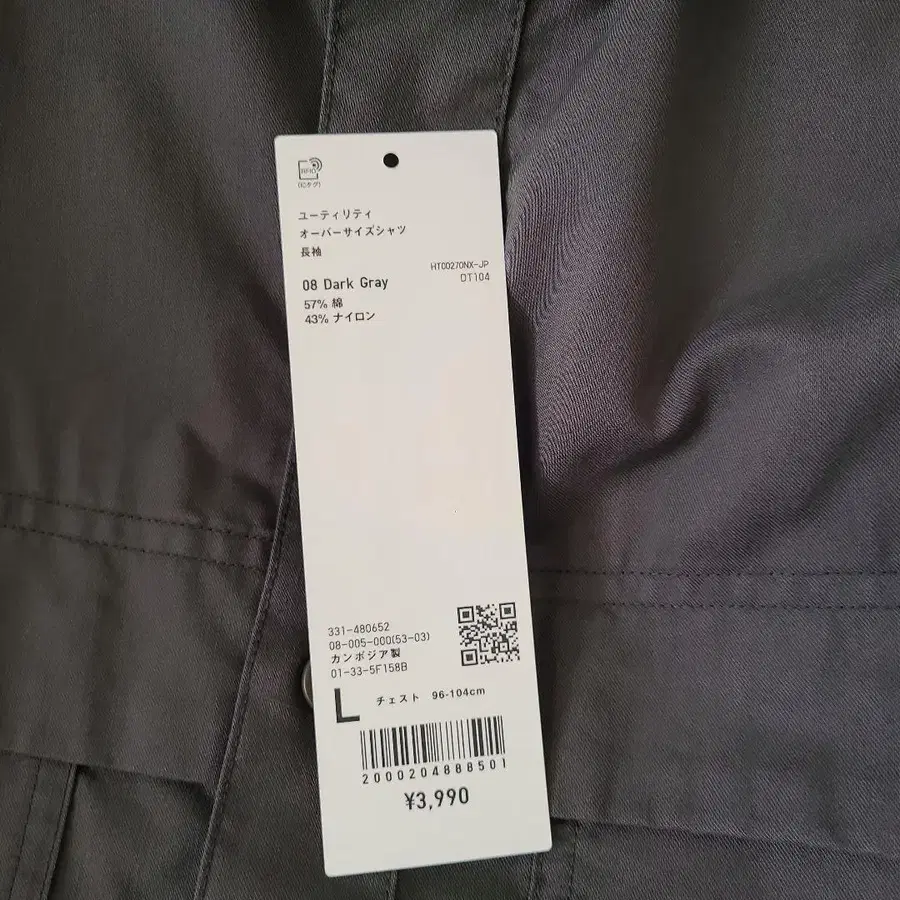 RFID
(ICタグ)
ユーティリティ
オーバーサイズシャツ
長袖
HT00270NX-JP
08 Dark Gray
DT104
57% 綿
43% ナイロン
331-480652
08-005-000(53-03)
カンボジア製
01-33-5F158B
L チェスト 96-104cm
2000204888501
¥3,990